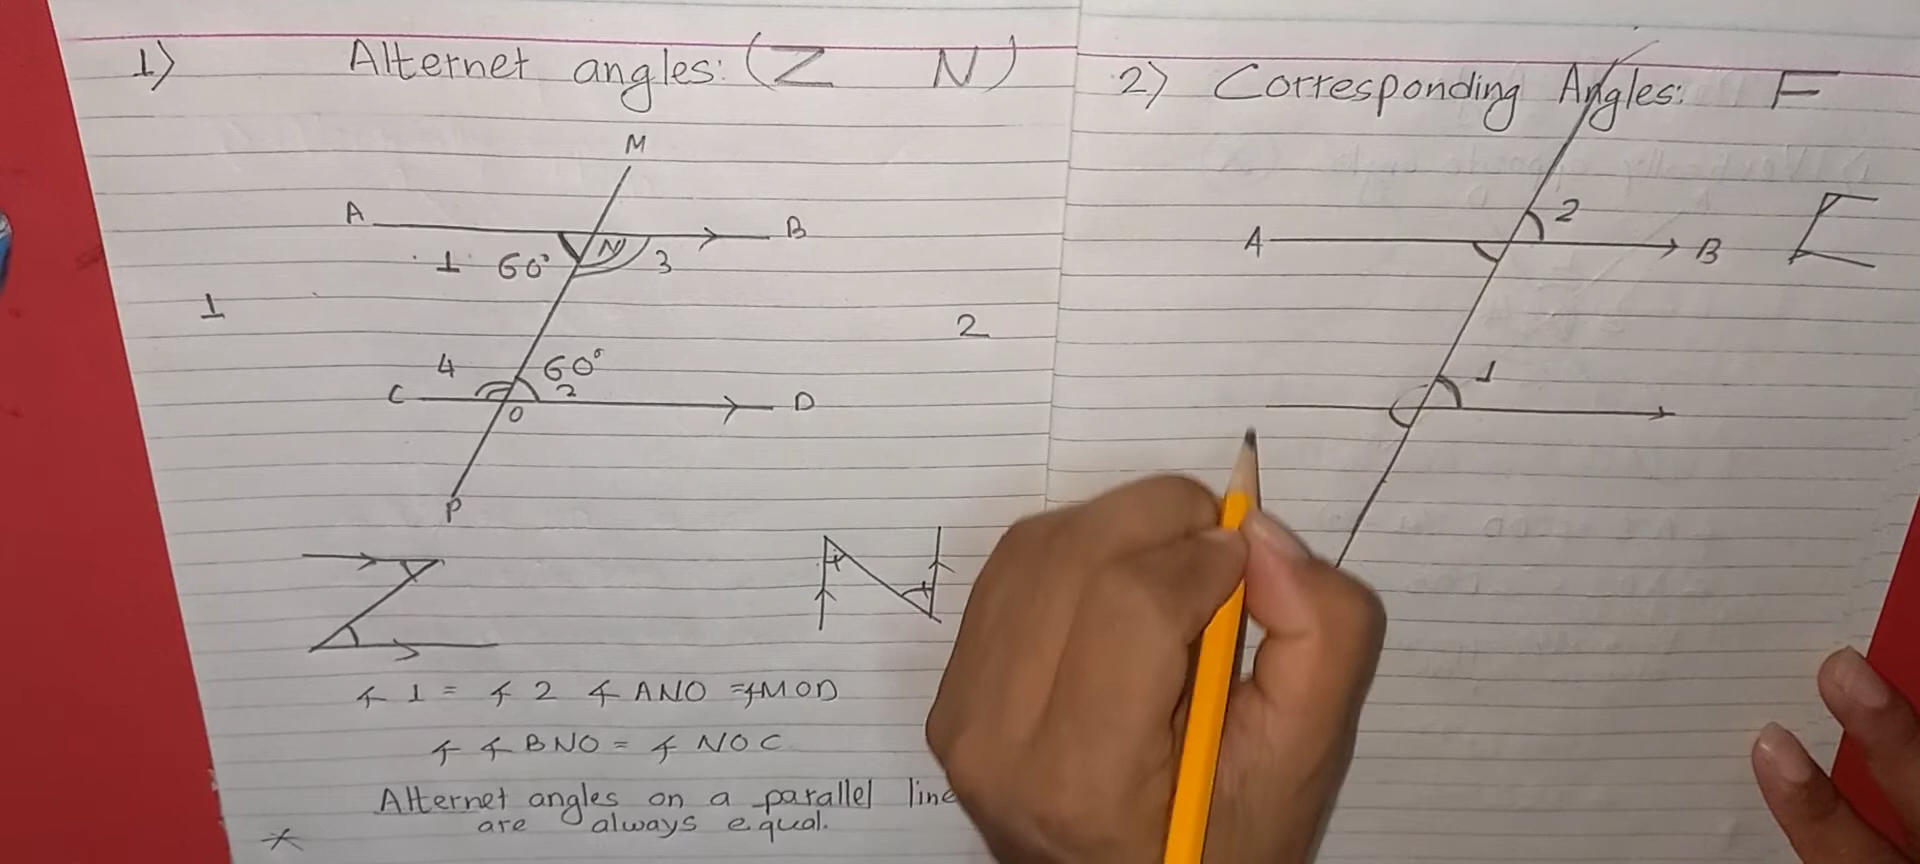 1) Alternet angles: (Z N)
M
A B
1 60° N 3
1
4 60°
C 2 D
O
P
∡ 1 = ∡ 2 ∡ ANO = ∡MOD
∡ ∡ BNO = ∡ NOC
Alternet angles on a parallel line
are always equal.
2
2) Corresponding Angles: F
2
A B
1